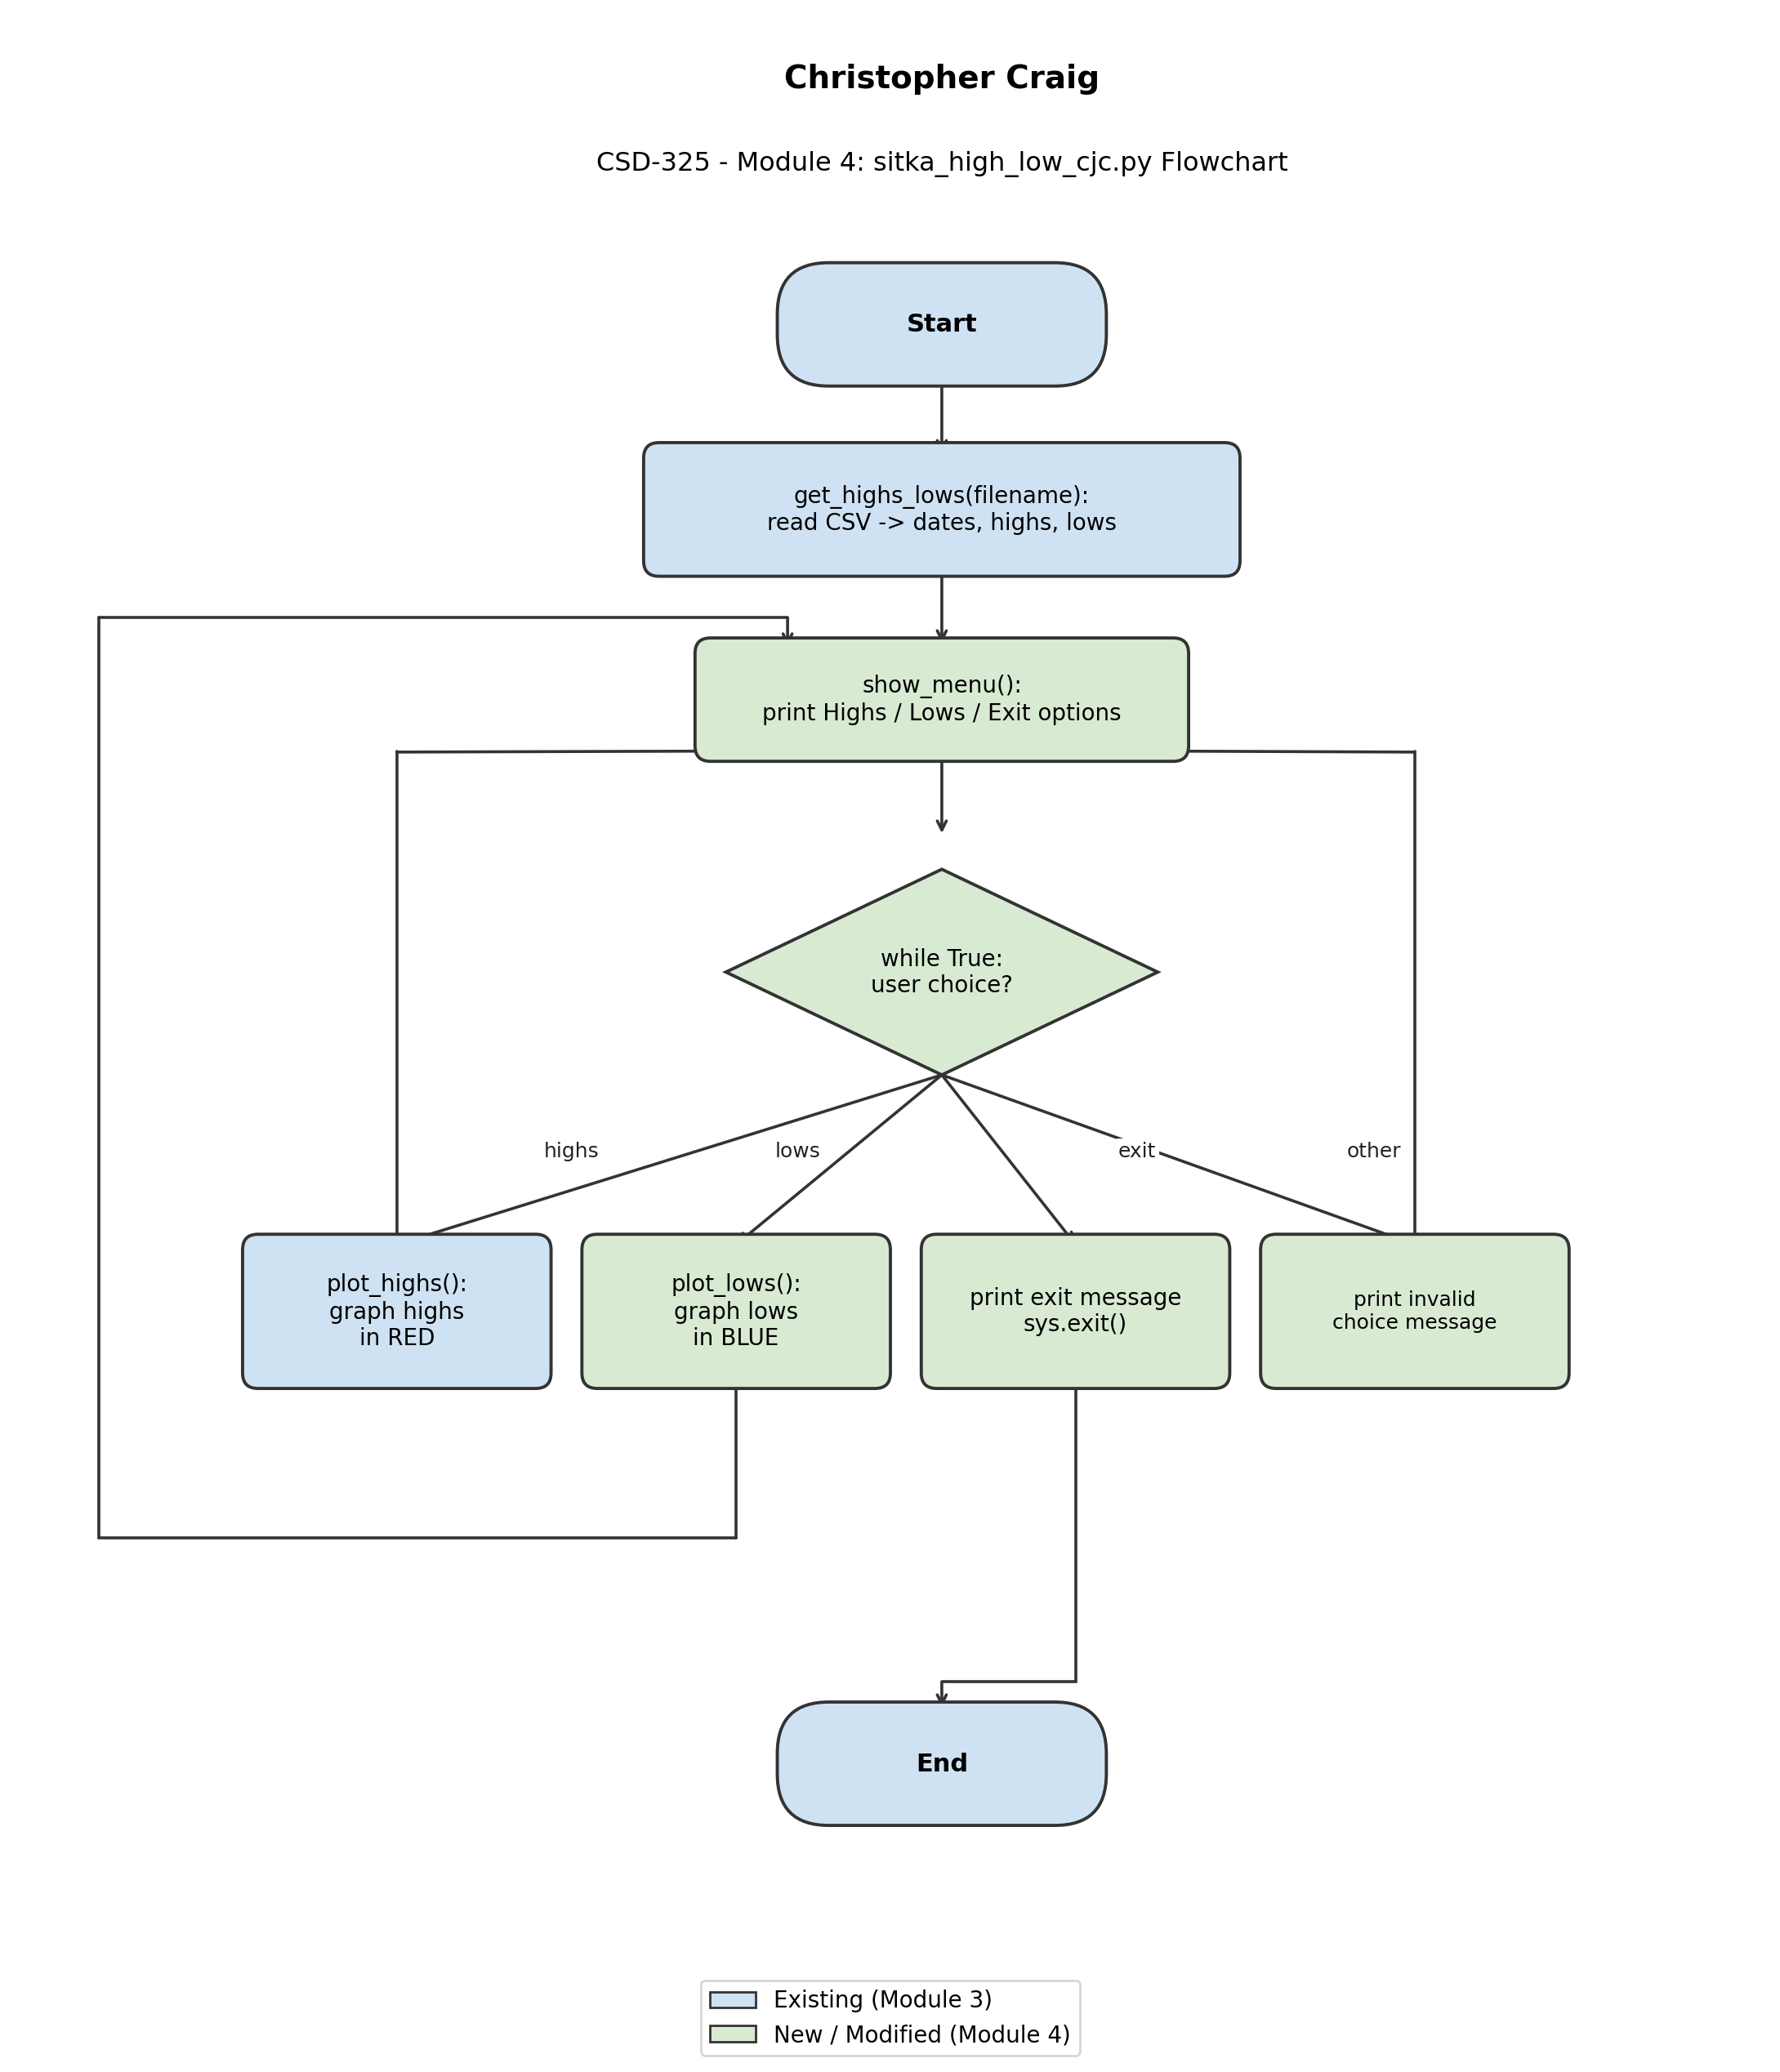 Christopher Craig
CSD-325 - Module 4: sitka_high_low_cjc.py Flowchart
Start
get_highs_lows(filename):
read CSV -> dates, highs, lows
show_menu():
print Highs / Lows / Exit options
while True:
user choice?
highs
lows
exit
other
plot_highs():
graph highs
in RED
plot_lows():
graph lows
in BLUE
print exit message
sys.exit()
print invalid
choice message
End
Existing (Module 3)
New / Modified (Module 4)